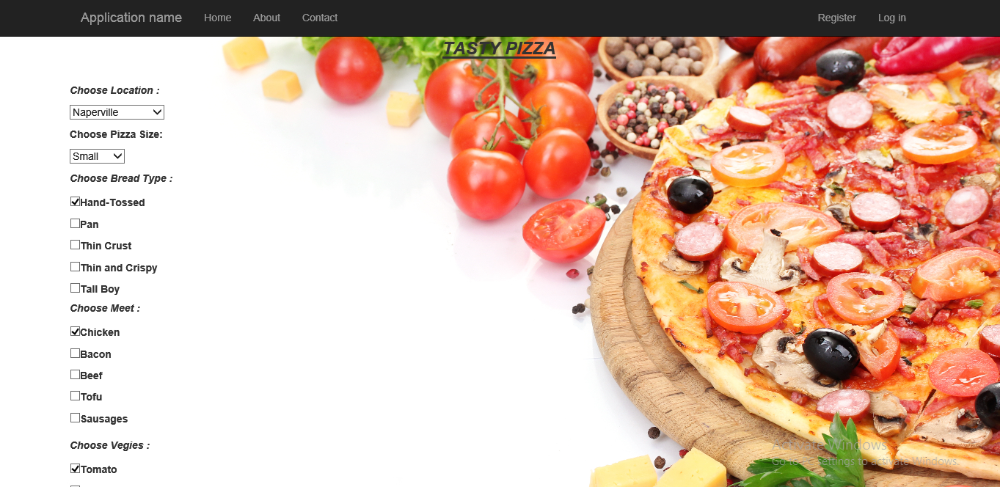 Application name Home About Contact Register Log in
TASTY PIZZA
Choose Location :
Naperville
Choose Pizza Size:
Small
Choose Bread Type :
Hand-Tossed
Pan
Thin Crust
Thin and Crispy
Tall Boy
Choose Meet :
Chicken
Bacon
Beef
Tofu
Sausages
Choose Vegies :
Tomato
Activate Windows
Go to settings to activate Windows.